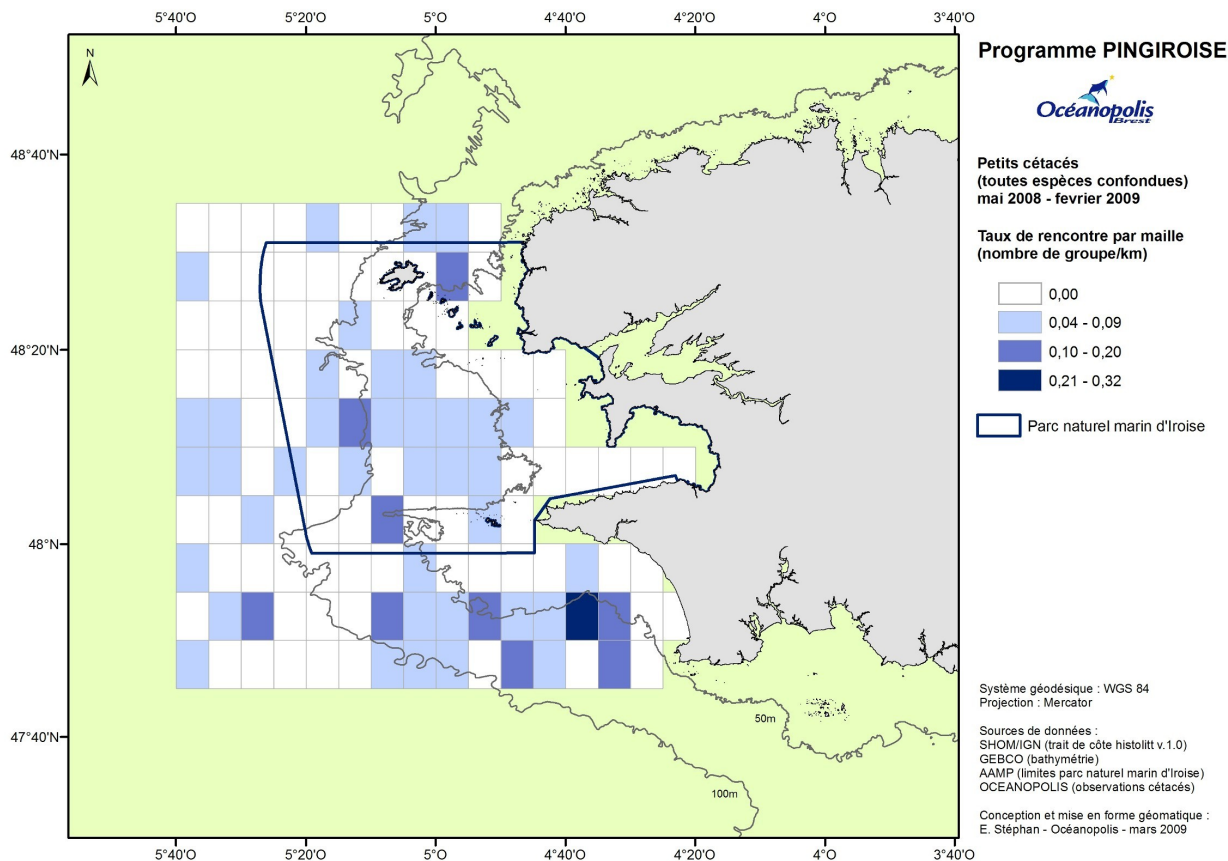 5°40'O 5°20'O 5°0'O 4°40'O 4°20'O 4°0'O 3°40'O
N
48°40'N
48°20'N
48°0'N
47°40'N
50m
100m
5°40'O 5°20'O 5°0'O 4°40'O 4°20'O 4°0'O 3°40'O
Programme PINGIROISE
Océanopolis
Brest
Petits cétacés
(toutes espèces confondues)
mai 2008 - fevrier 2009
Taux de rencontre par maille
(nombre de groupe/km)
0,00
0,04 - 0,09
0,10 - 0,20
0,21 - 0,32
Parc naturel marin d'Iroise
Système géodésique : WGS 84
Projection : Mercator
Sources de données :
SHOM/IGN (trait de côte histolitt v.1.0)
GEBCO (bathymétrie)
AAMP (limites parc naturel marin d'Iroise)
OCEANOPOLIS (observations cétacés)
Conception et mise en forme géomatique :
E. Stéphan - Océanopolis - mars 2009